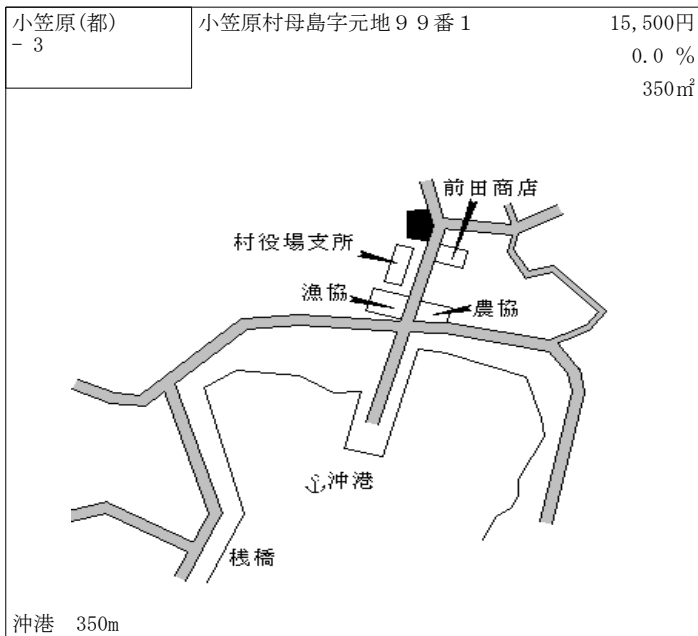 小笠原(都)
- 3
小笠原村母島字元地９９番１
15,500円
0.0 %
350㎡
前田商店
村役場支所
漁協
農協
沖港
桟橋
沖港 350m